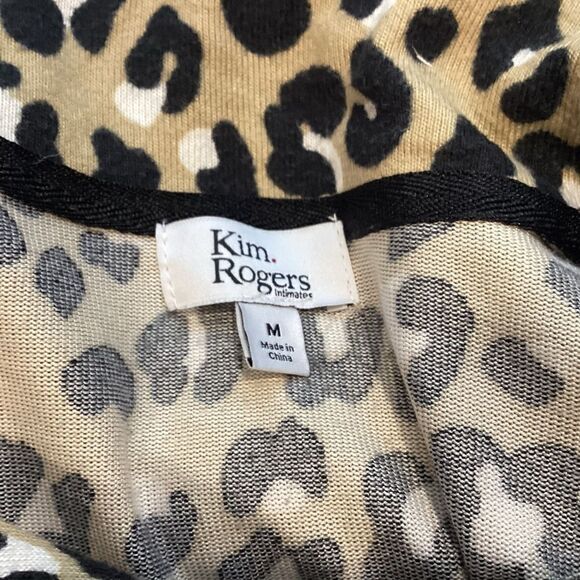 Kim.
Rogers
Intimates
M
Made in
China